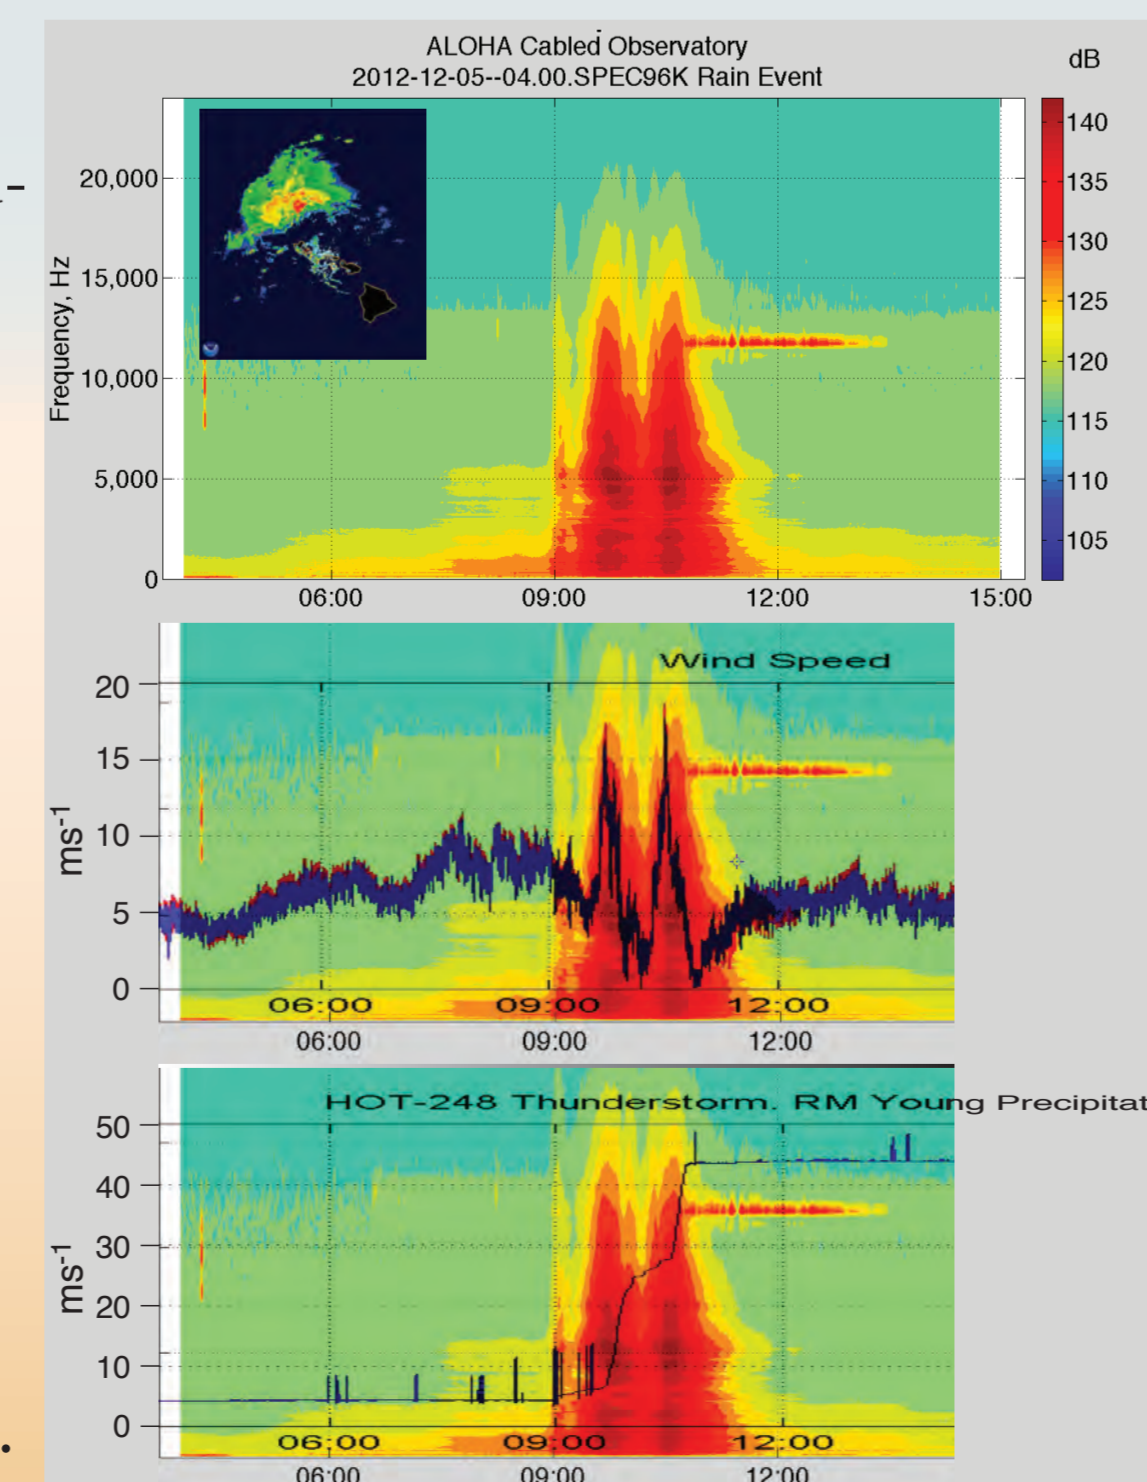 ALOHA Cabled Observatory
2012-12-05--04.00.SPEC96K Rain Event
dB
140
135
130
125
120
115
110
105
Frequency, Hz
20,000
15,000
10,000
5,000
0
06:00 09:00 12:00 15:00
Wind Speed
ms-1
20
15
10
5
0
06:00 09:00 12:00
06:00 09:00 12:00
HOT-248 Thunderstorm. RM Young Precipitat
ms-1
50
40
30
20
10
0
06:00 09:00 12:00
06:00 09:00 12:00